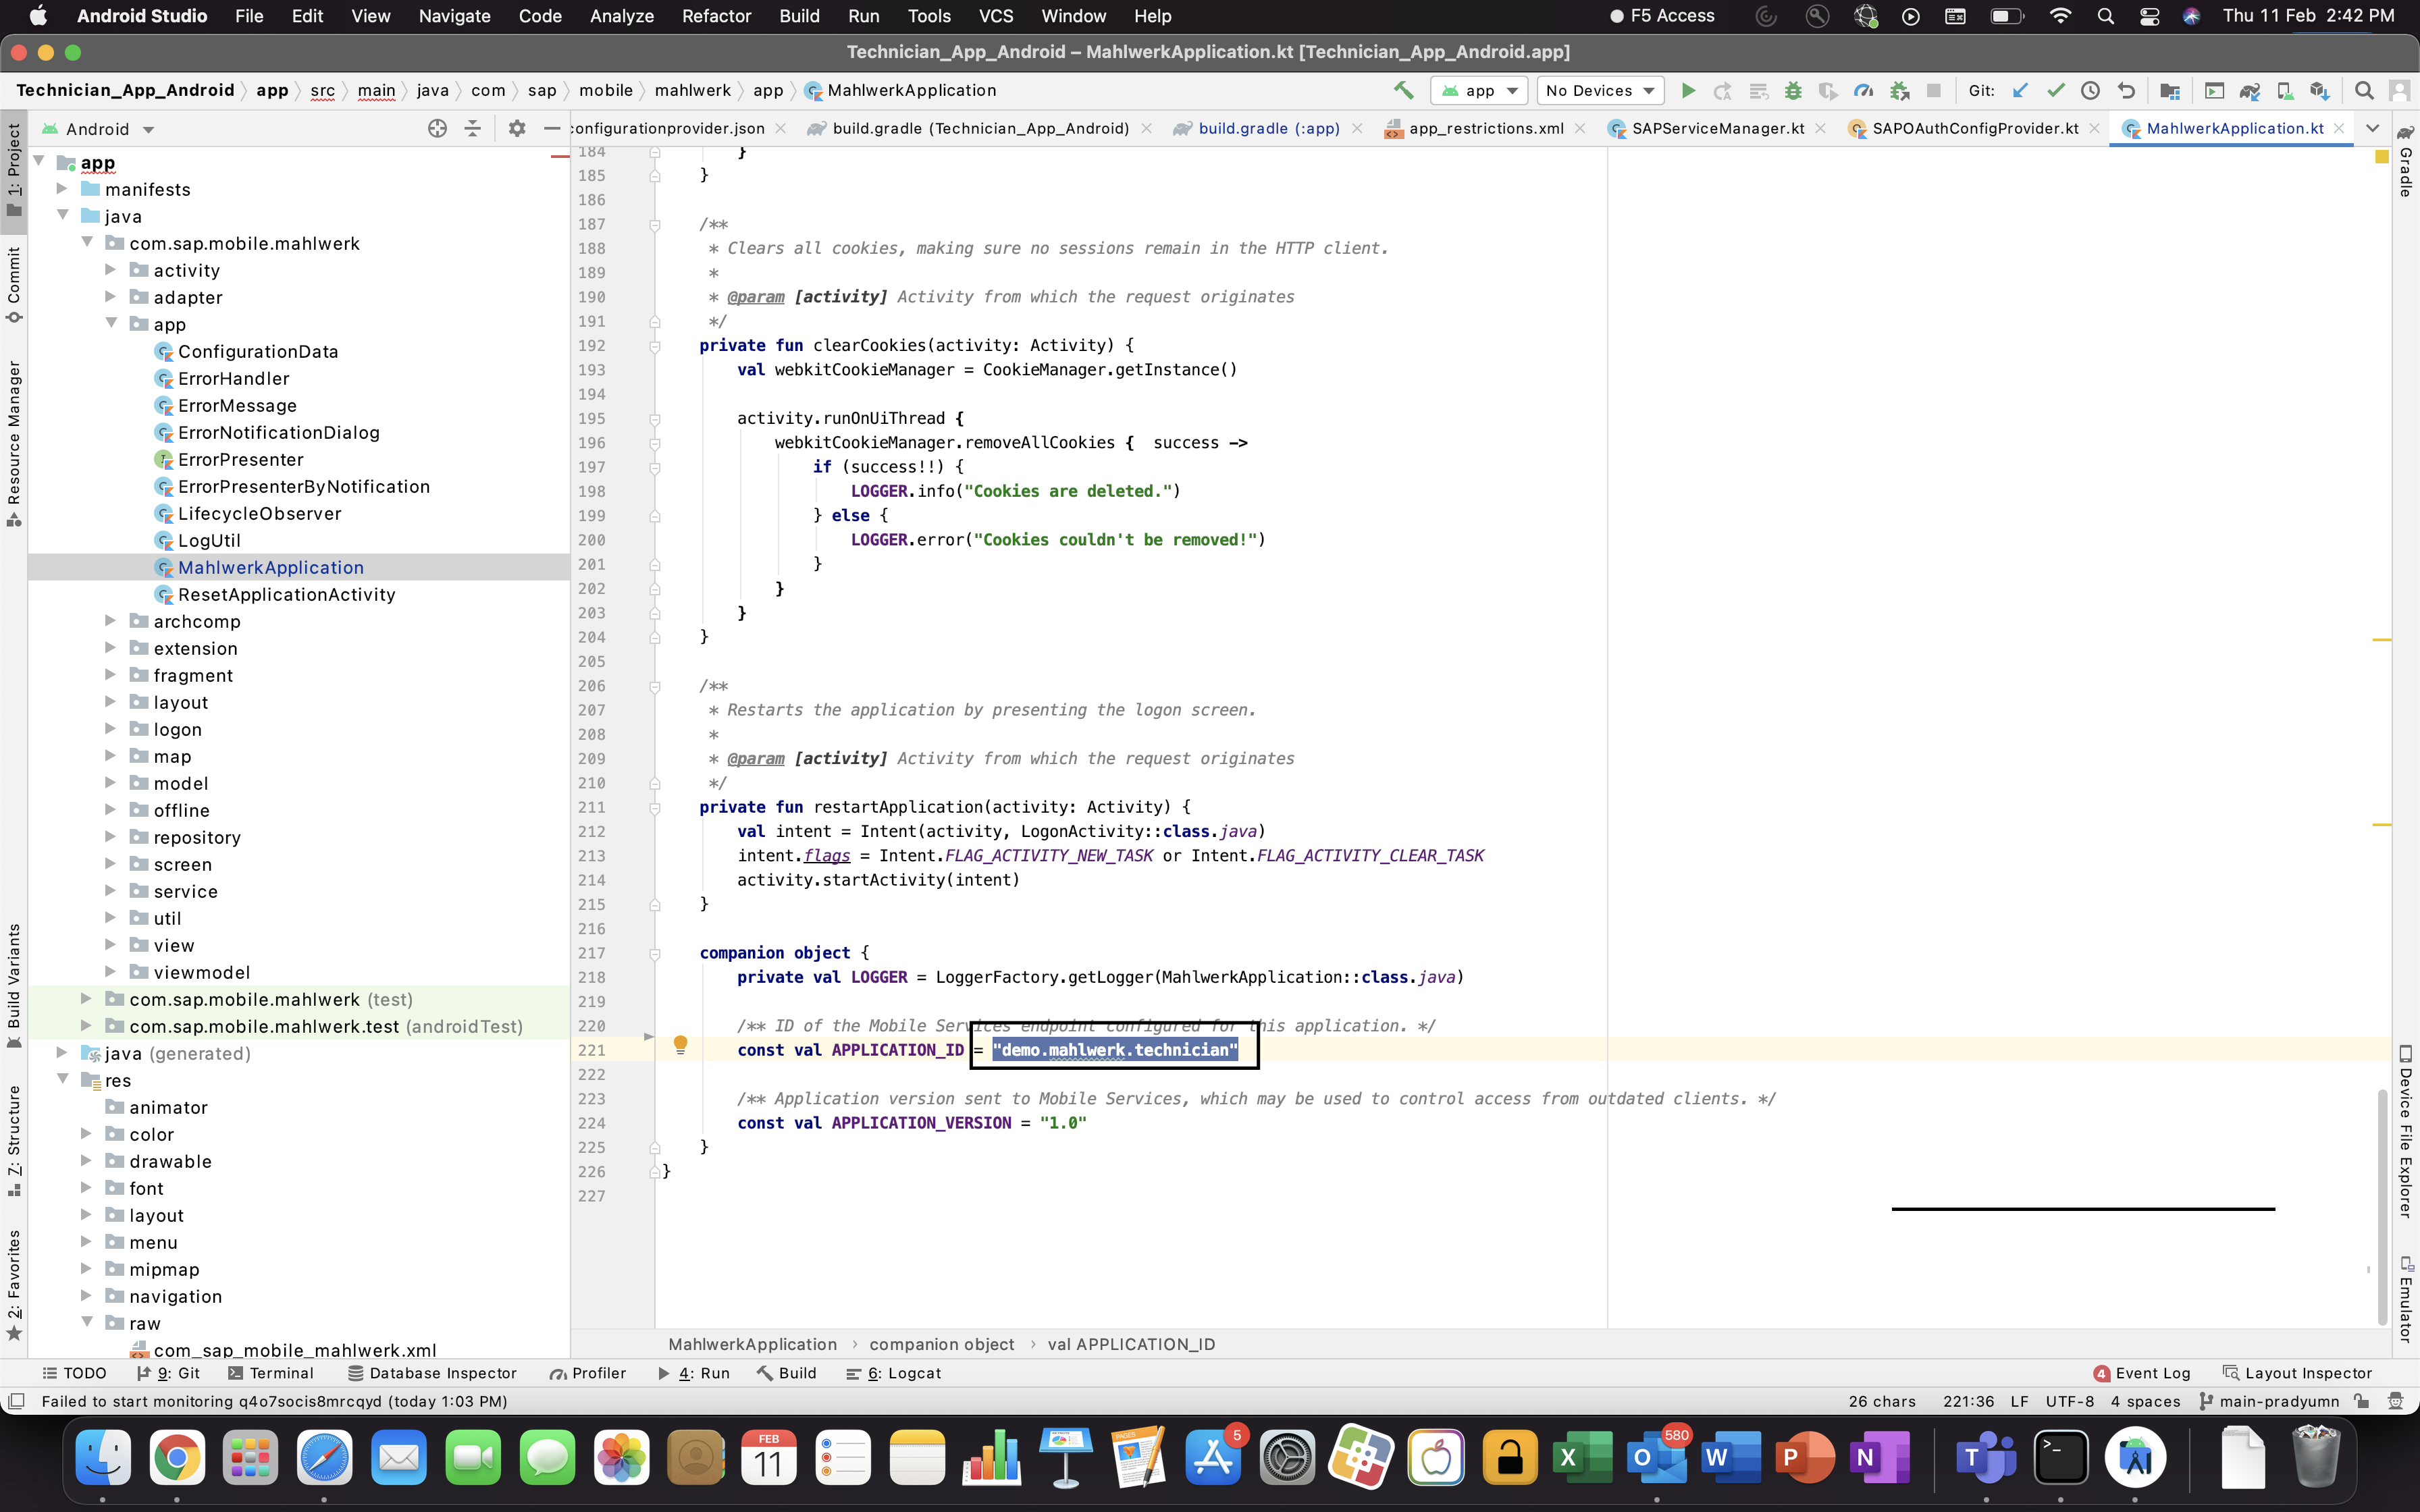 Android Studio File Edit View Navigate Code Analyze Refactor Build Run Tools VCS Window Help F5 Access Thu 11 Feb 2:42 PM
Technician_App_Android – MahlwerkApplication.kt [Technician_App_Android.app]
Technician_App_Android app src main java com sap mobile mahlwerk app MahlwerkApplication app No Devices Git:
Android
configurationprovider.json build.gradle (Technician_App_Android) build.gradle (:app) app_restrictions.xml SAPServiceManager.kt SAPOAuthConfigProvider.kt MahlwerkApplication.kt
1: Project
Commit
Resource Manager
Build Variants
7: Structure
2: Favorites
app
manifests
java
com.sap.mobile.mahlwerk
activity
adapter
app
ConfigurationData
ErrorHandler
ErrorMessage
ErrorNotificationDialog
ErrorPresenter
ErrorPresenterByNotification
LifecycleObserver
LogUtil
MahlwerkApplication
ResetApplicationActivity
archcomp
extension
fragment
layout
logon
map
model
offline
repository
screen
service
util
view
viewmodel
com.sap.mobile.mahlwerk (test)
com.sap.mobile.mahlwerk.test (androidTest)
java (generated)
res
animator
color
drawable
font
layout
menu
mipmap
navigation
raw
com_sap_mobile_mahlwerk.xml
184 }
185 }
186
187 /**
188 * Clears all cookies, making sure no sessions remain in the HTTP client.
189 *
190 * @param [activity] Activity from which the request originates
191 */
192 private fun clearCookies(activity: Activity) {
193 val webkitCookieManager = CookieManager.getInstance()
194
195 activity.runOnUiThread {
196 webkitCookieManager.removeAllCookies { success ->
197 if (success!!) {
198 LOGGER.info("Cookies are deleted.")
199 } else {
200 LOGGER.error("Cookies couldn't be removed!")
201 }
202 }
203 }
204 }
205
206 /**
207 * Restarts the application by presenting the logon screen.
208 *
209 * @param [activity] Activity from which the request originates
210 */
211 private fun restartApplication(activity: Activity) {
212 val intent = Intent(activity, LogonActivity::class.java)
213 intent.flags = Intent.FLAG_ACTIVITY_NEW_TASK or Intent.FLAG_ACTIVITY_CLEAR_TASK
214 activity.startActivity(intent)
215 }
216
217 companion object {
218 private val LOGGER = LoggerFactory.getLogger(MahlwerkApplication::class.java)
219
220 /** ID of the Mobile Services endpoint configured for this application. */
221 const val APPLICATION_ID = "demo.mahlwerk.technician"
222
223 /** Application version sent to Mobile Services, which may be used to control access from outdated clients. */
224 const val APPLICATION_VERSION = "1.0"
225 }
226 }
227
Gradle
Device File Explorer
Emulator
MahlwerkApplication › companion object › val APPLICATION_ID
TODO 9: Git Terminal Database Inspector Profiler 4: Run Build 6: Logcat 4 Event Log Layout Inspector
Failed to start monitoring q4o7socis8mrcqyd (today 1:03 PM) 26 chars 221:36 LF UTF-8 4 spaces main-pradyumn
FEB
11
5
X
580
O
W
P
N
T
>_